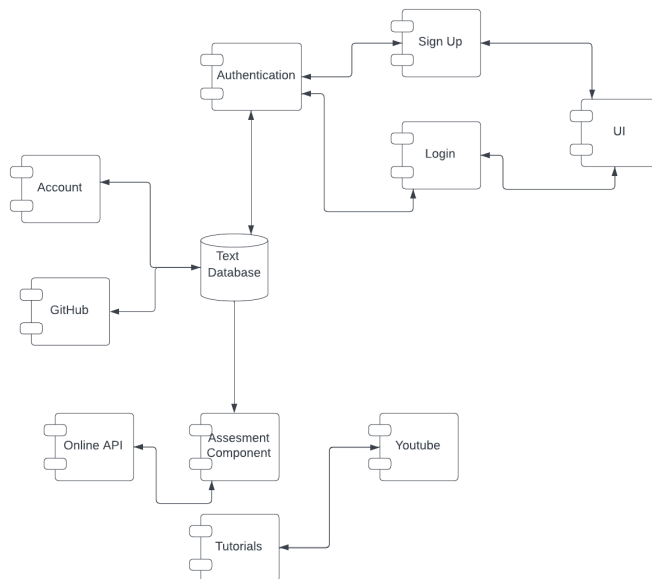 Sign Up
Authentication
UI
Login
Account
Text
Database
GitHub
Online API
Assesment
Component
Youtube
Tutorials